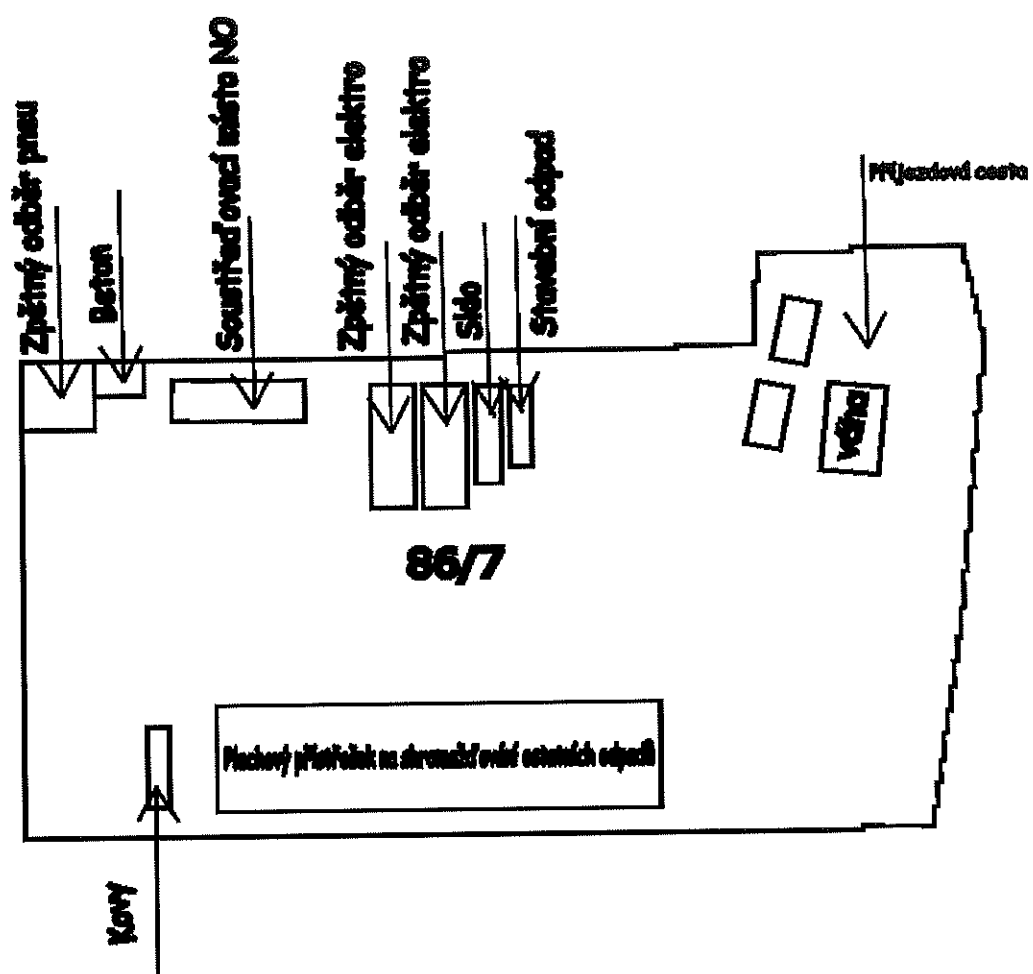 Zpětný odběr pneu
Beton
Soustřeďovací místo NO
Zpětný odběr elektro
Zpětný odběr elektro
Sklo
Stavební odpad
Příjezdová cesta
váha
86/7
Plechový přístřešek na shromažďování ostatních odpadů
Kovy